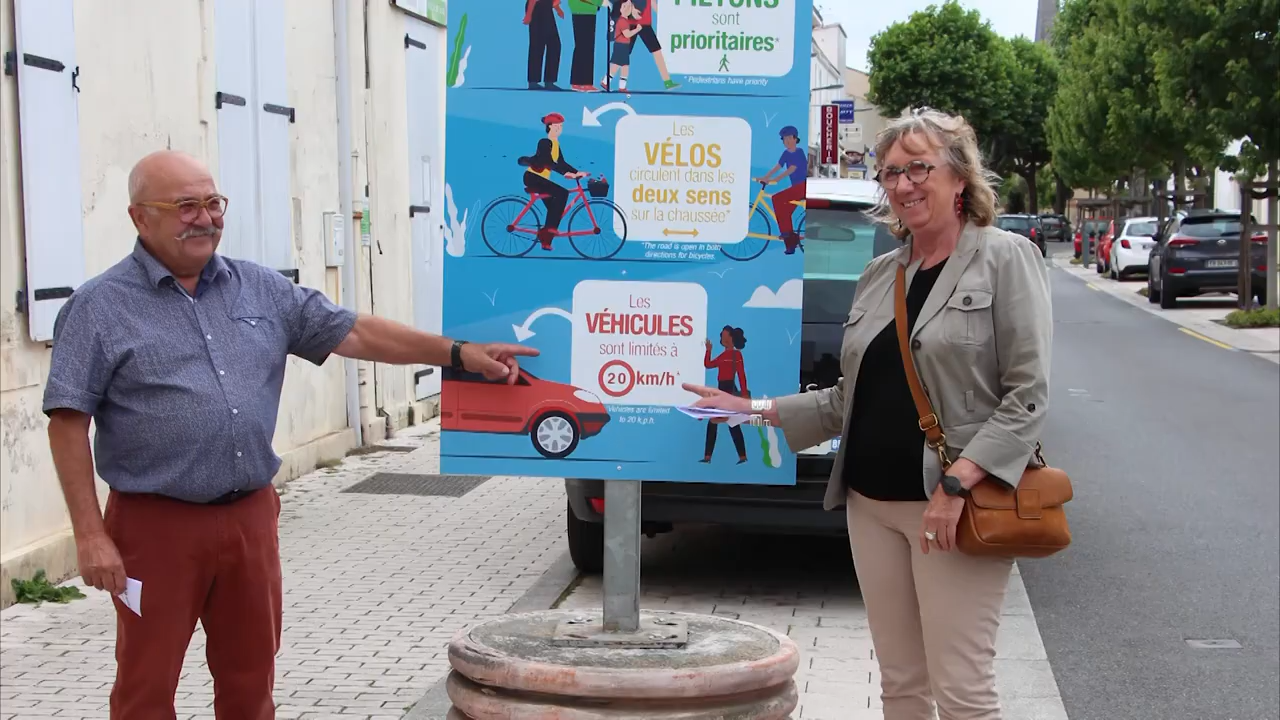 PIÉTONS
sont
prioritaires*
* Pedestrians have priority
Les
VÉLOS
circulent dans les
deux sens
sur la chaussée*
*The road is open in both
directions for bicycles
Les
VÉHICULES
sont limités à
20 km/h*
*Vehicles are limited
to 20 k.p.h.
BOUCHERIE